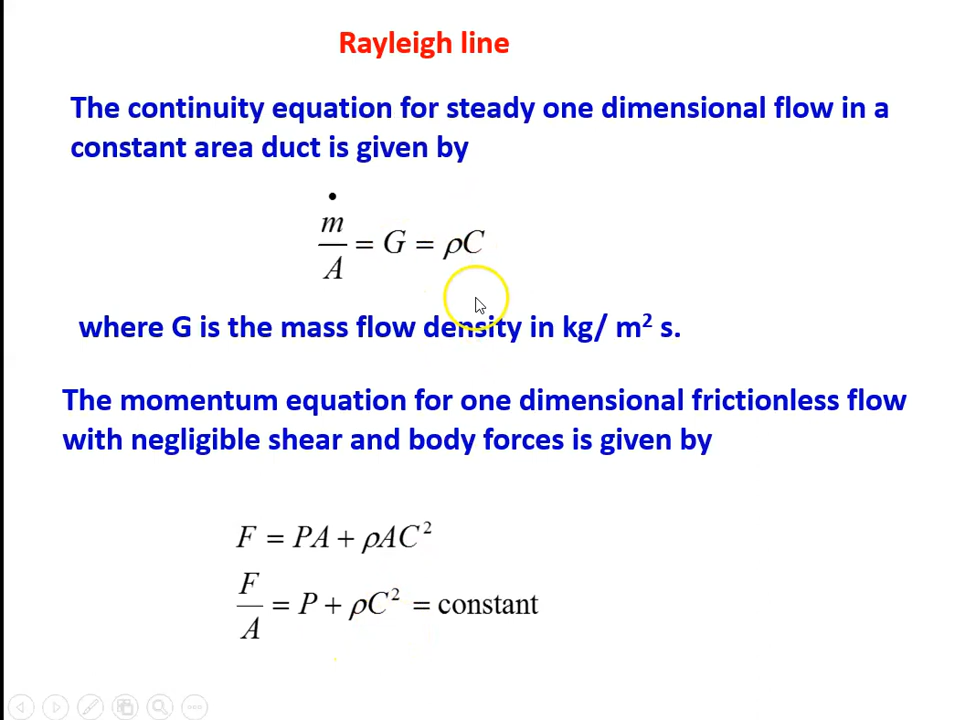 Rayleigh line
The continuity equation for steady one dimensional flow in a
constant area duct is given by
ṁ/A = G = ρC
where G is the mass flow density in kg/ m² s.
The momentum equation for one dimensional frictionless flow
with negligible shear and body forces is given by
F = PA + ρAC²
F/A = P + ρC² = constant